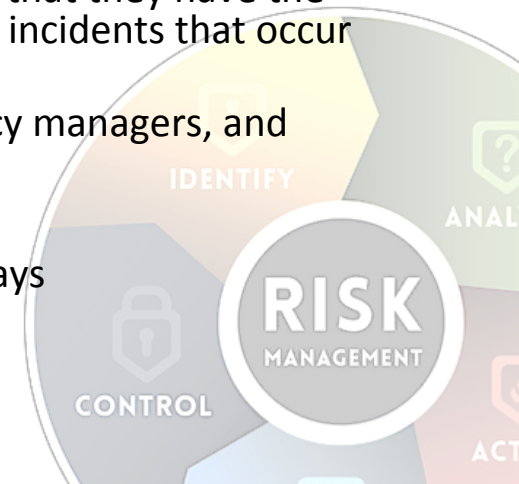 that they have the
incidents that occur
cy managers, and
IDENTIFY
ANAL
ays
RISK
MANAGEMENT
CONTROL
ACT